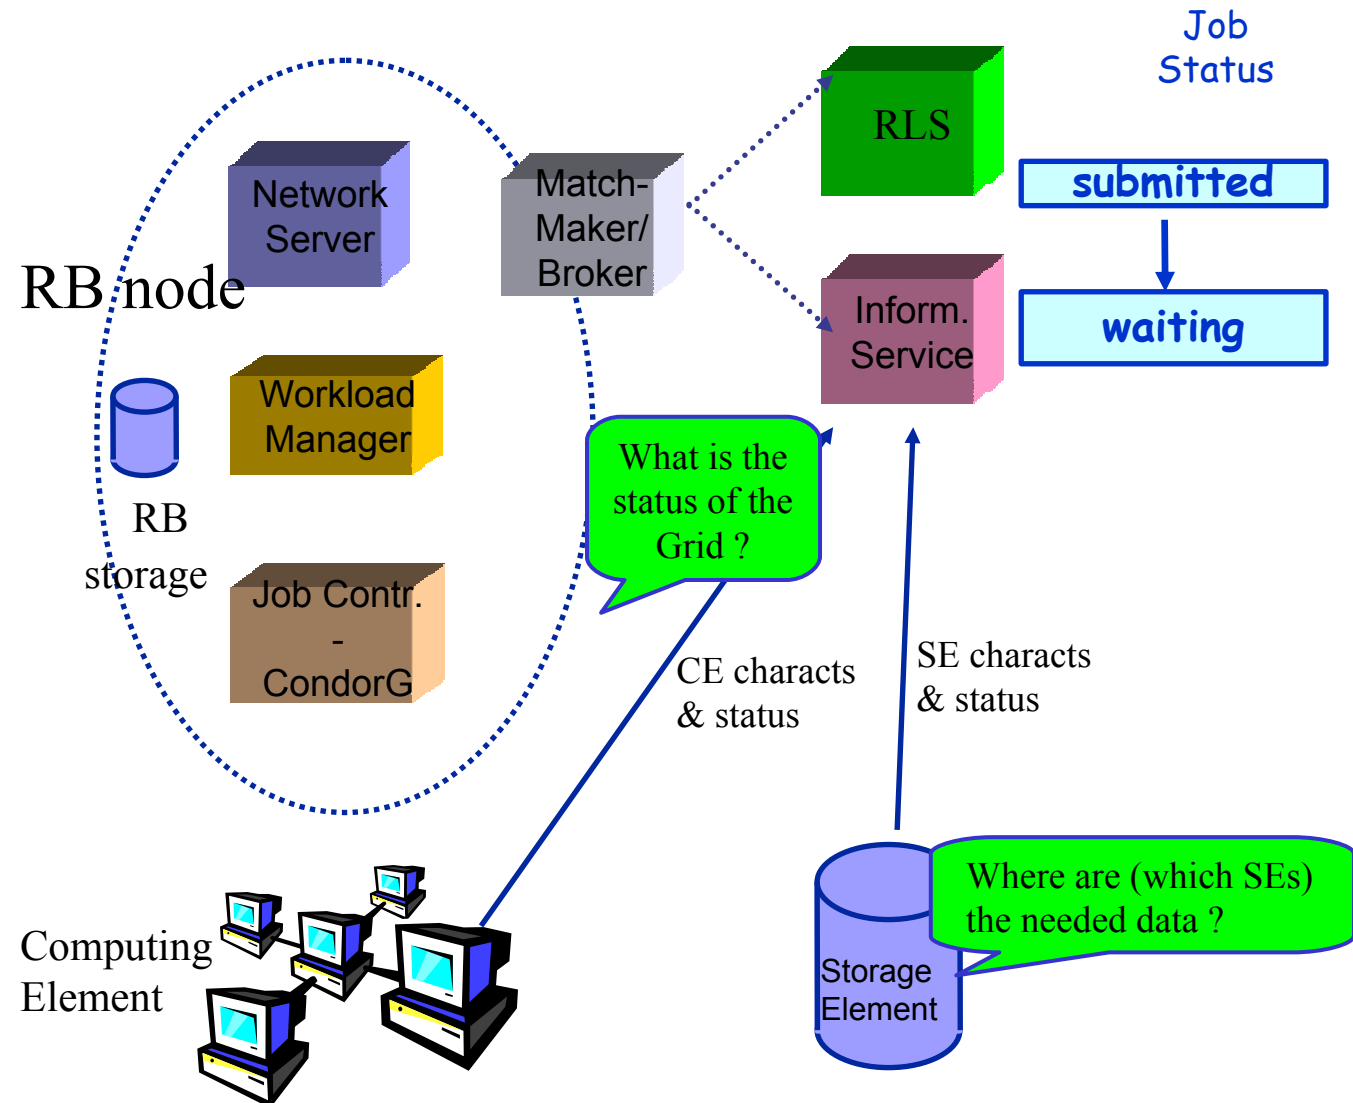 Job
Status
RLS
submitted
Network
Server
Match-
Maker/
Broker
RB node
Inform.
Service
waiting
Workload
Manager
What is the
status of the
Grid ?
RB
storage
Job Contr.
-
CondorG
CE characts
& status
SE characts
& status
Where are (which SEs)
the needed data ?
Computing
Element
Storage
Element